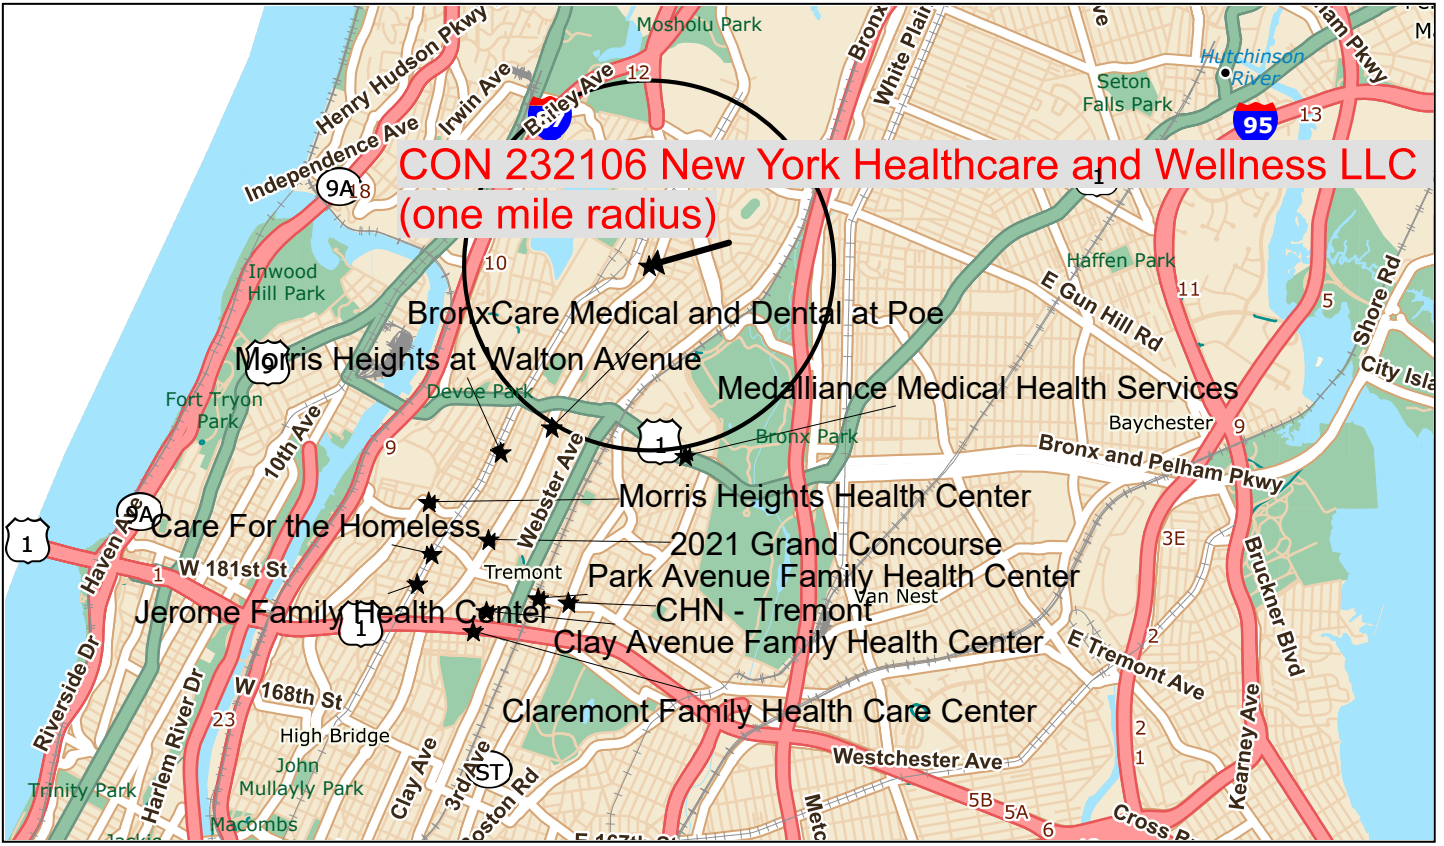 Mosholu Park
Henry Hudson Pkwy
Bronx
White Plain
Hutchinson
River
12
Irwin Ave
Bailey Ave
Seton
Falls Park
95
13
Independence Ave
9A
18
CON 232106 New York Healthcare and Wellness LLC
(one mile radius)
1
10
Inwood
Hill Park
Haffen Park
E Gun Hill Rd
11
5
Shore Rd
BronxCare Medical and Dental at Poe
Morris Heights at Walton Avenue
9
Devoe Park
Medalliance Medical Health Services
City Isla
Fort Tryon
Park
10th Ave
9
1
Bronx Park
Baychester
9
Bronx and Pelham Pkwy
Webster Ave
Morris Heights Health Center
9A
Care For the Homeless
Haven Ave
1
W 181st St
1
2021 Grand Concourse
3E
Tremont
Park Avenue Family Health Center
Van Nest
Bruckner Blvd
Jerome Family Health Center
1
CHN - Tremont
Clay Avenue Family Health Center
2
E Tremont Ave
Riverside Dr
W 168th St
Harlem River Dr
23
Claremont Family Health Care Center
High Bridge
2
1
Westchester Ave
Kearney Ave
John
Mullayly Park
Clay Ave
3rd Ave
ST
Trinity Park
5B
5A
6
Macombs
Jackie
E 167th St
Cross